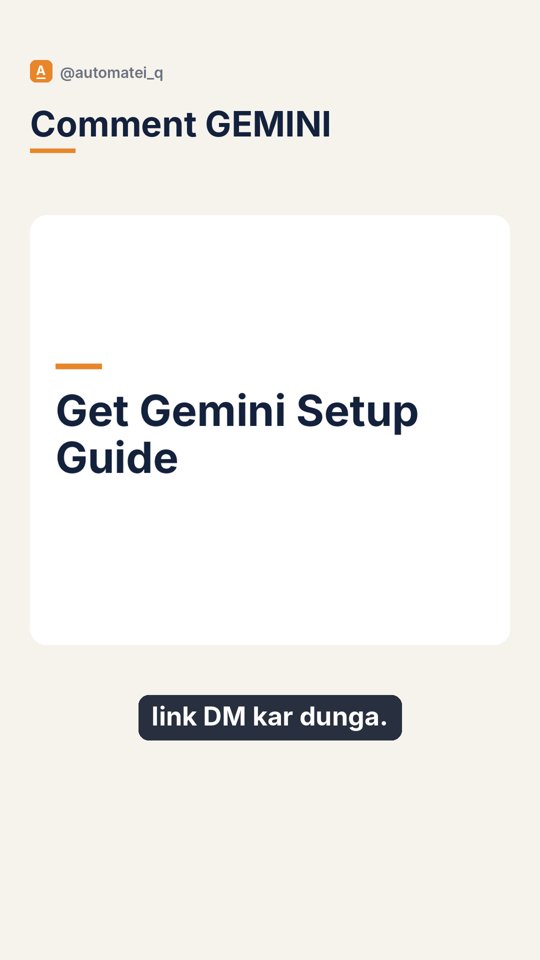 A
@automatei_q
Comment GEMINI
Get Gemini Setup
Guide
link DM kar dunga.